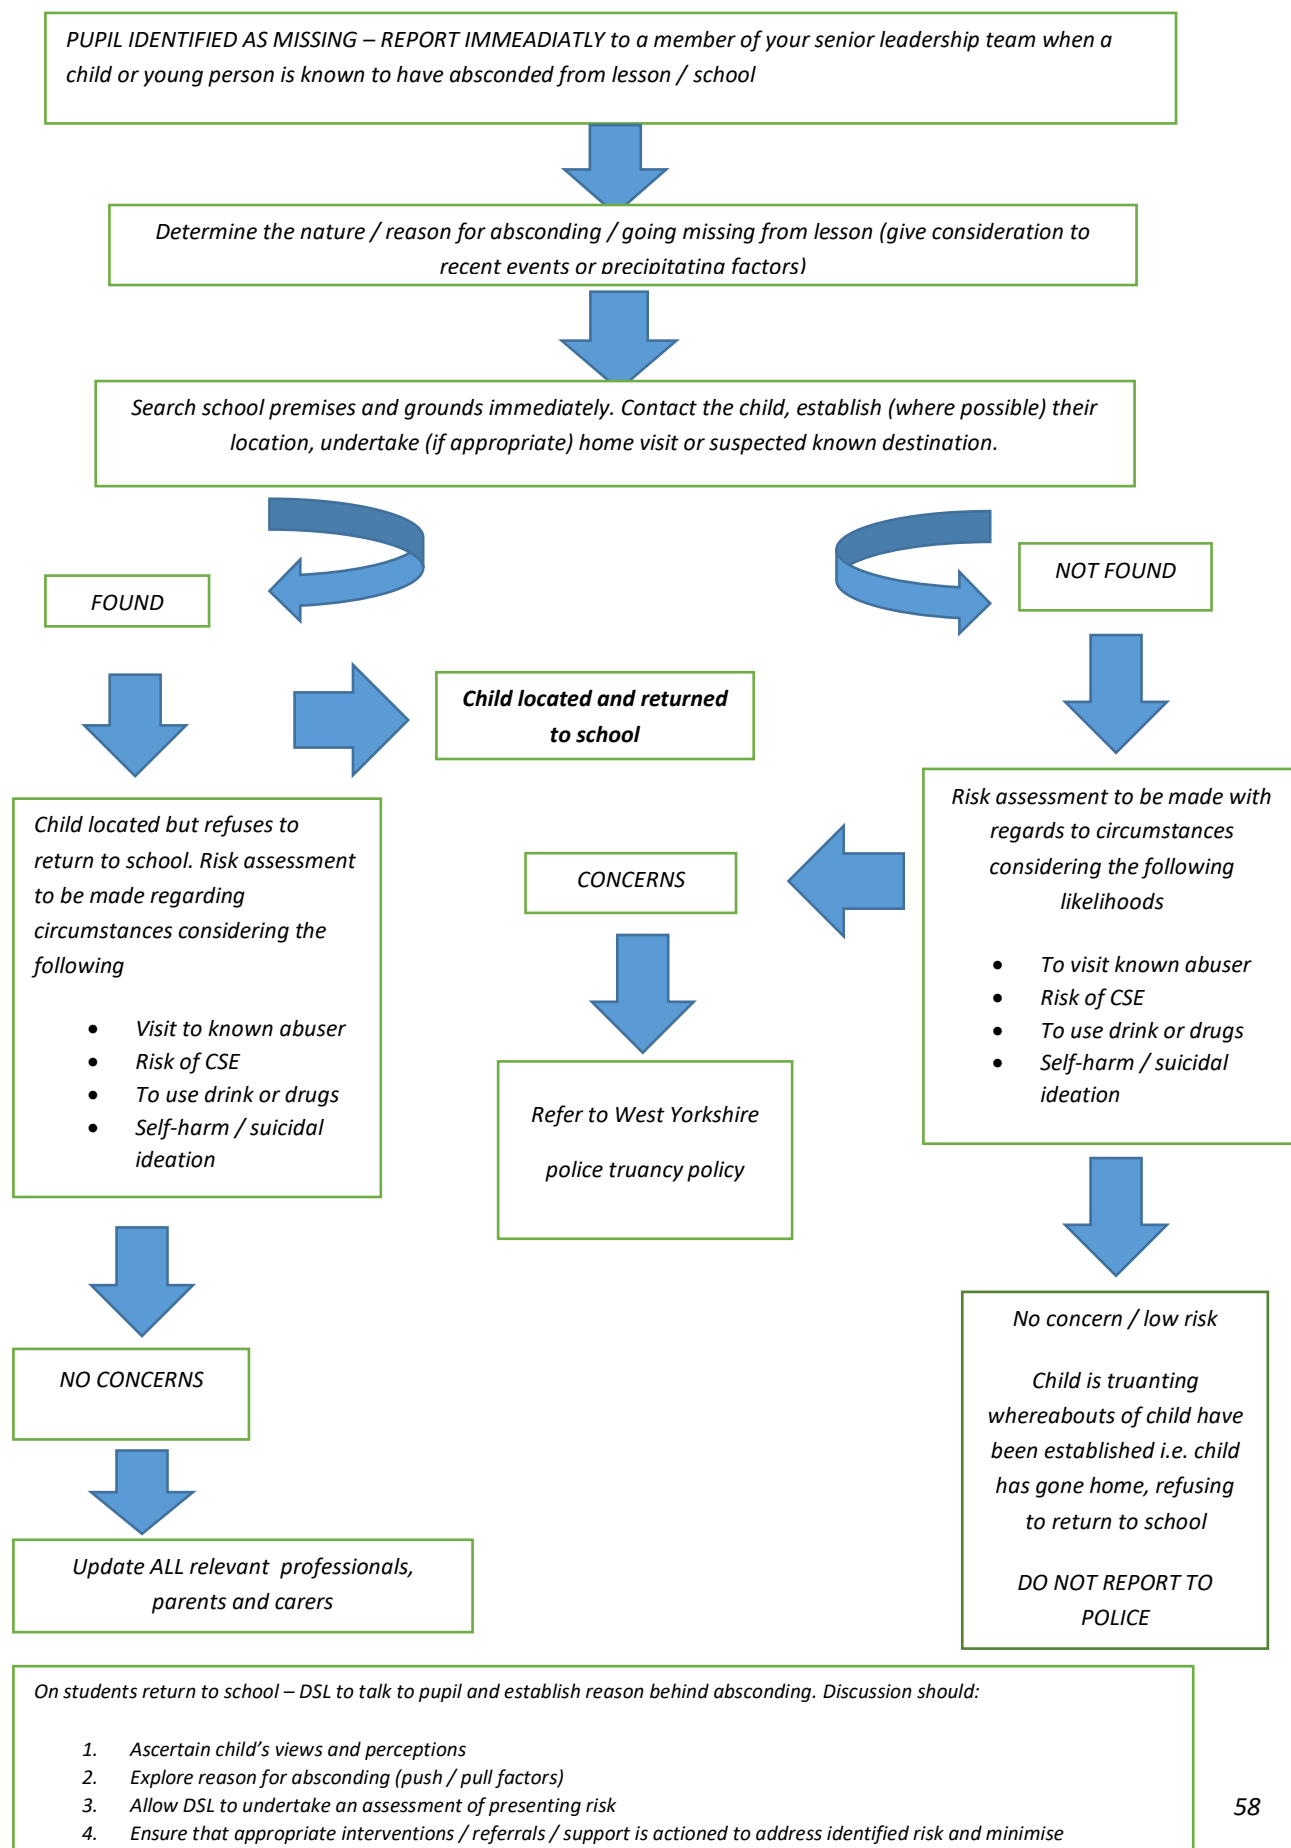 PUPIL IDENTIFIED AS MISSING – REPORT IMMEADIATLY to a member of your senior leadership team when a
child or young person is known to have absconded from lesson / school
Determine the nature / reason for absconding / going missing from lesson (give consideration to
recent events or precipitating factors)
Search school premises and grounds immediately. Contact the child, establish (where possible) their
location, undertake (if appropriate) home visit or suspected known destination.
FOUND
NOT FOUND
Child located and returned
to school
Child located but refuses to
return to school. Risk assessment
to be made regarding
circumstances considering the
following
• Visit to known abuser
• Risk of CSE
• To use drink or drugs
• Self-harm / suicidal
ideation
CONCERNS
Risk assessment to be made with
regards to circumstances
considering the following
likelihoods
• To visit known abuser
• Risk of CSE
• To use drink or drugs
• Self-harm / suicidal
ideation
Refer to West Yorkshire
police truancy policy
NO CONCERNS
No concern / low risk
Child is truanting
whereabouts of child have
been established i.e. child
has gone home, refusing
to return to school
DO NOT REPORT TO
POLICE
Update ALL relevant professionals,
parents and carers
On students return to school – DSL to talk to pupil and establish reason behind absconding. Discussion should:
1. Ascertain child's views and perceptions
2. Explore reason for absconding (push / pull factors)
3. Allow DSL to undertake an assessment of presenting risk
4. Ensure that appropriate interventions / referrals / support is actioned to address identified risk and minimise
58